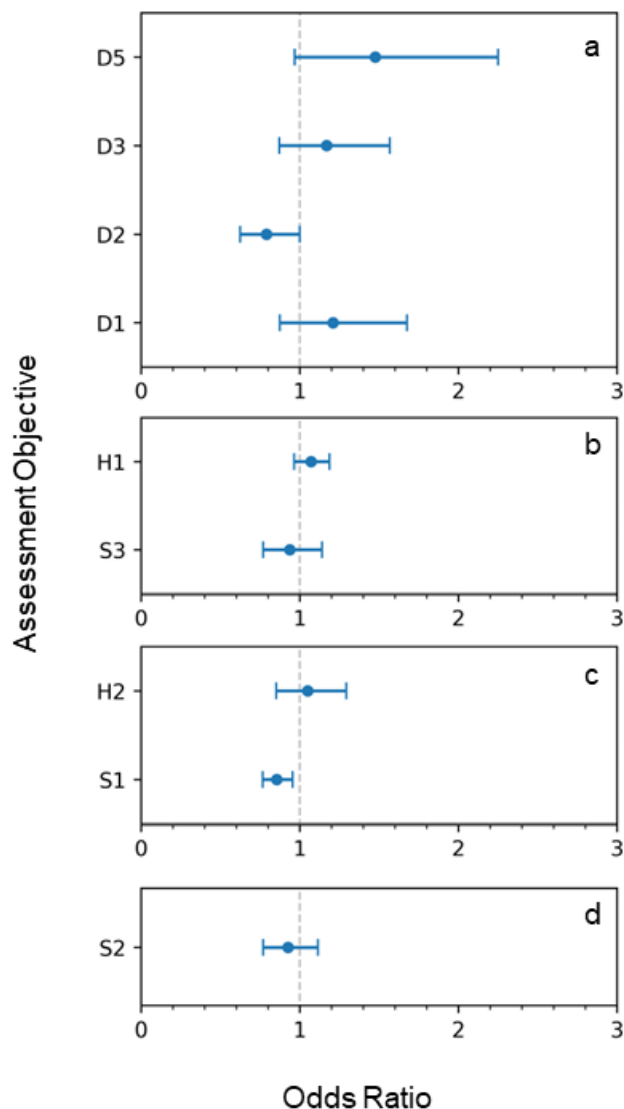 a
D5
D3
D2
D1
0 1 2 3
b
H1
S3
0 1 2 3
c
H2
S1
0 1 2 3
d
S2
0 1 2 3
Assessment Objective
Odds Ratio